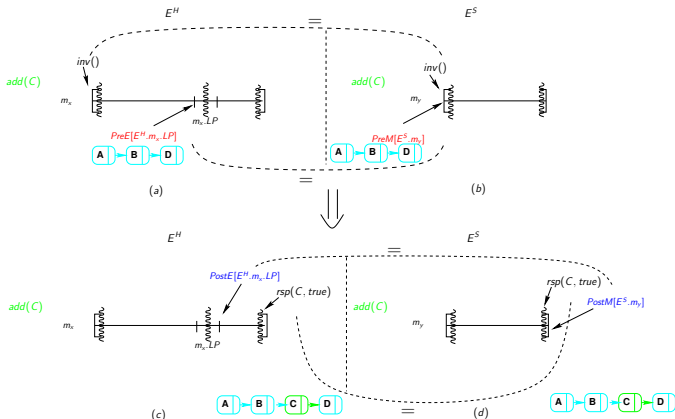 E^H = E^S
inv()
inv()
add(C) add(C)
m_x m_y
m_x.LP
PreE[E^H.m_x.LP] PreM[E^S.m_y]
A B D A B D
=
(a) (b)
⇓
E^H = E^S
PostE[E^H.m_x.LP]
rsp(C, true) rsp(C, true)
add(C) add(C) PostM[E^S.m_y]
m_x m_y
m_x.LP
A B C D A B C D
(c) = (d)